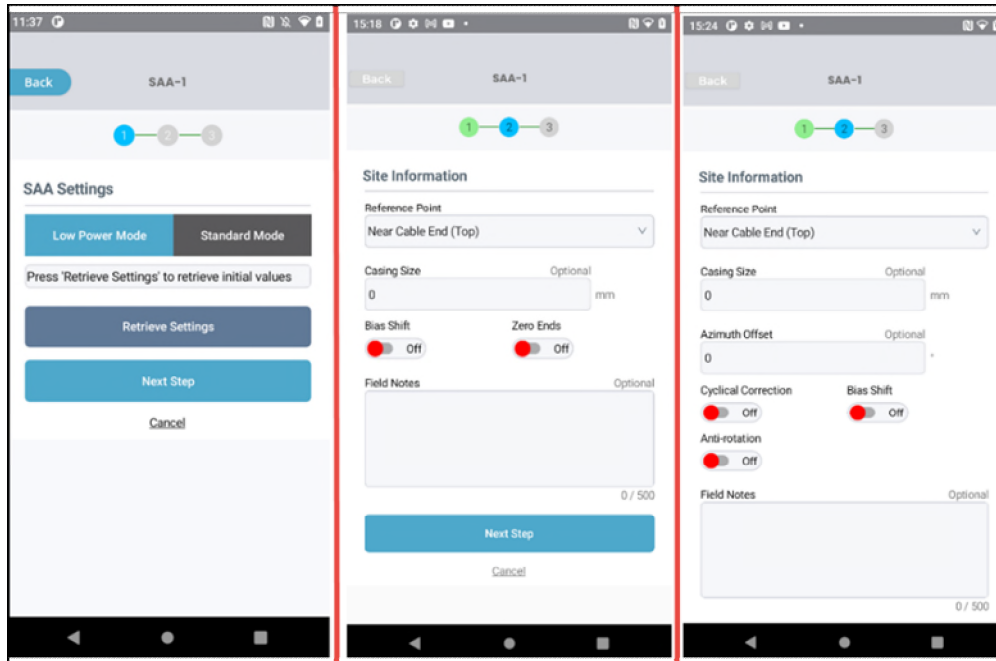 11:37
Back
SAA-1
1
2
3
SAA Settings
Low Power Mode
Standard Mode
Press 'Retrieve Settings' to retrieve initial values
Retrieve Settings
Next Step
Cancel
15:18
Back
SAA-1
1
2
3
Site Information
Reference Point
Near Cable End (Top)
Casing Size Optional
0 mm
Bias Shift Zero Ends
Off Off
Field Notes Optional
0 / 500
Next Step
Cancel
15:24
Back
SAA-1
1
2
3
Site Information
Reference Point
Near Cable End (Top)
Casing Size Optional
0 mm
Azimuth Offset Optional
0 °
Cyclical Correction Bias Shift
Off Off
Anti-rotation
Off
Field Notes Optional
0 / 500